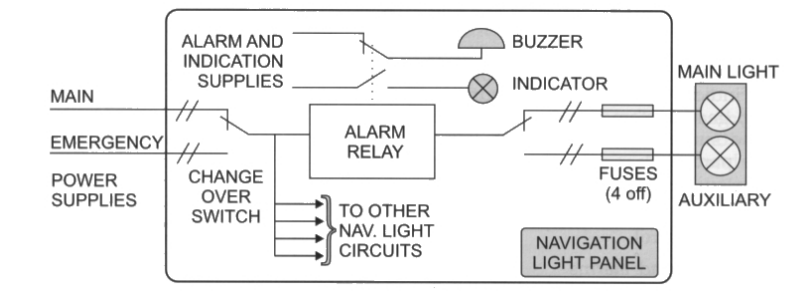 ALARM AND
INDICATION
SUPPLIES
BUZZER
INDICATOR
MAIN LIGHT
MAIN
EMERGENCY
POWER
SUPPLIES
CHANGE
OVER
SWITCH
ALARM
RELAY
TO OTHER
NAV. LIGHT
CIRCUITS
FUSES
(4 off)
AUXILIARY
NAVIGATION
LIGHT PANEL